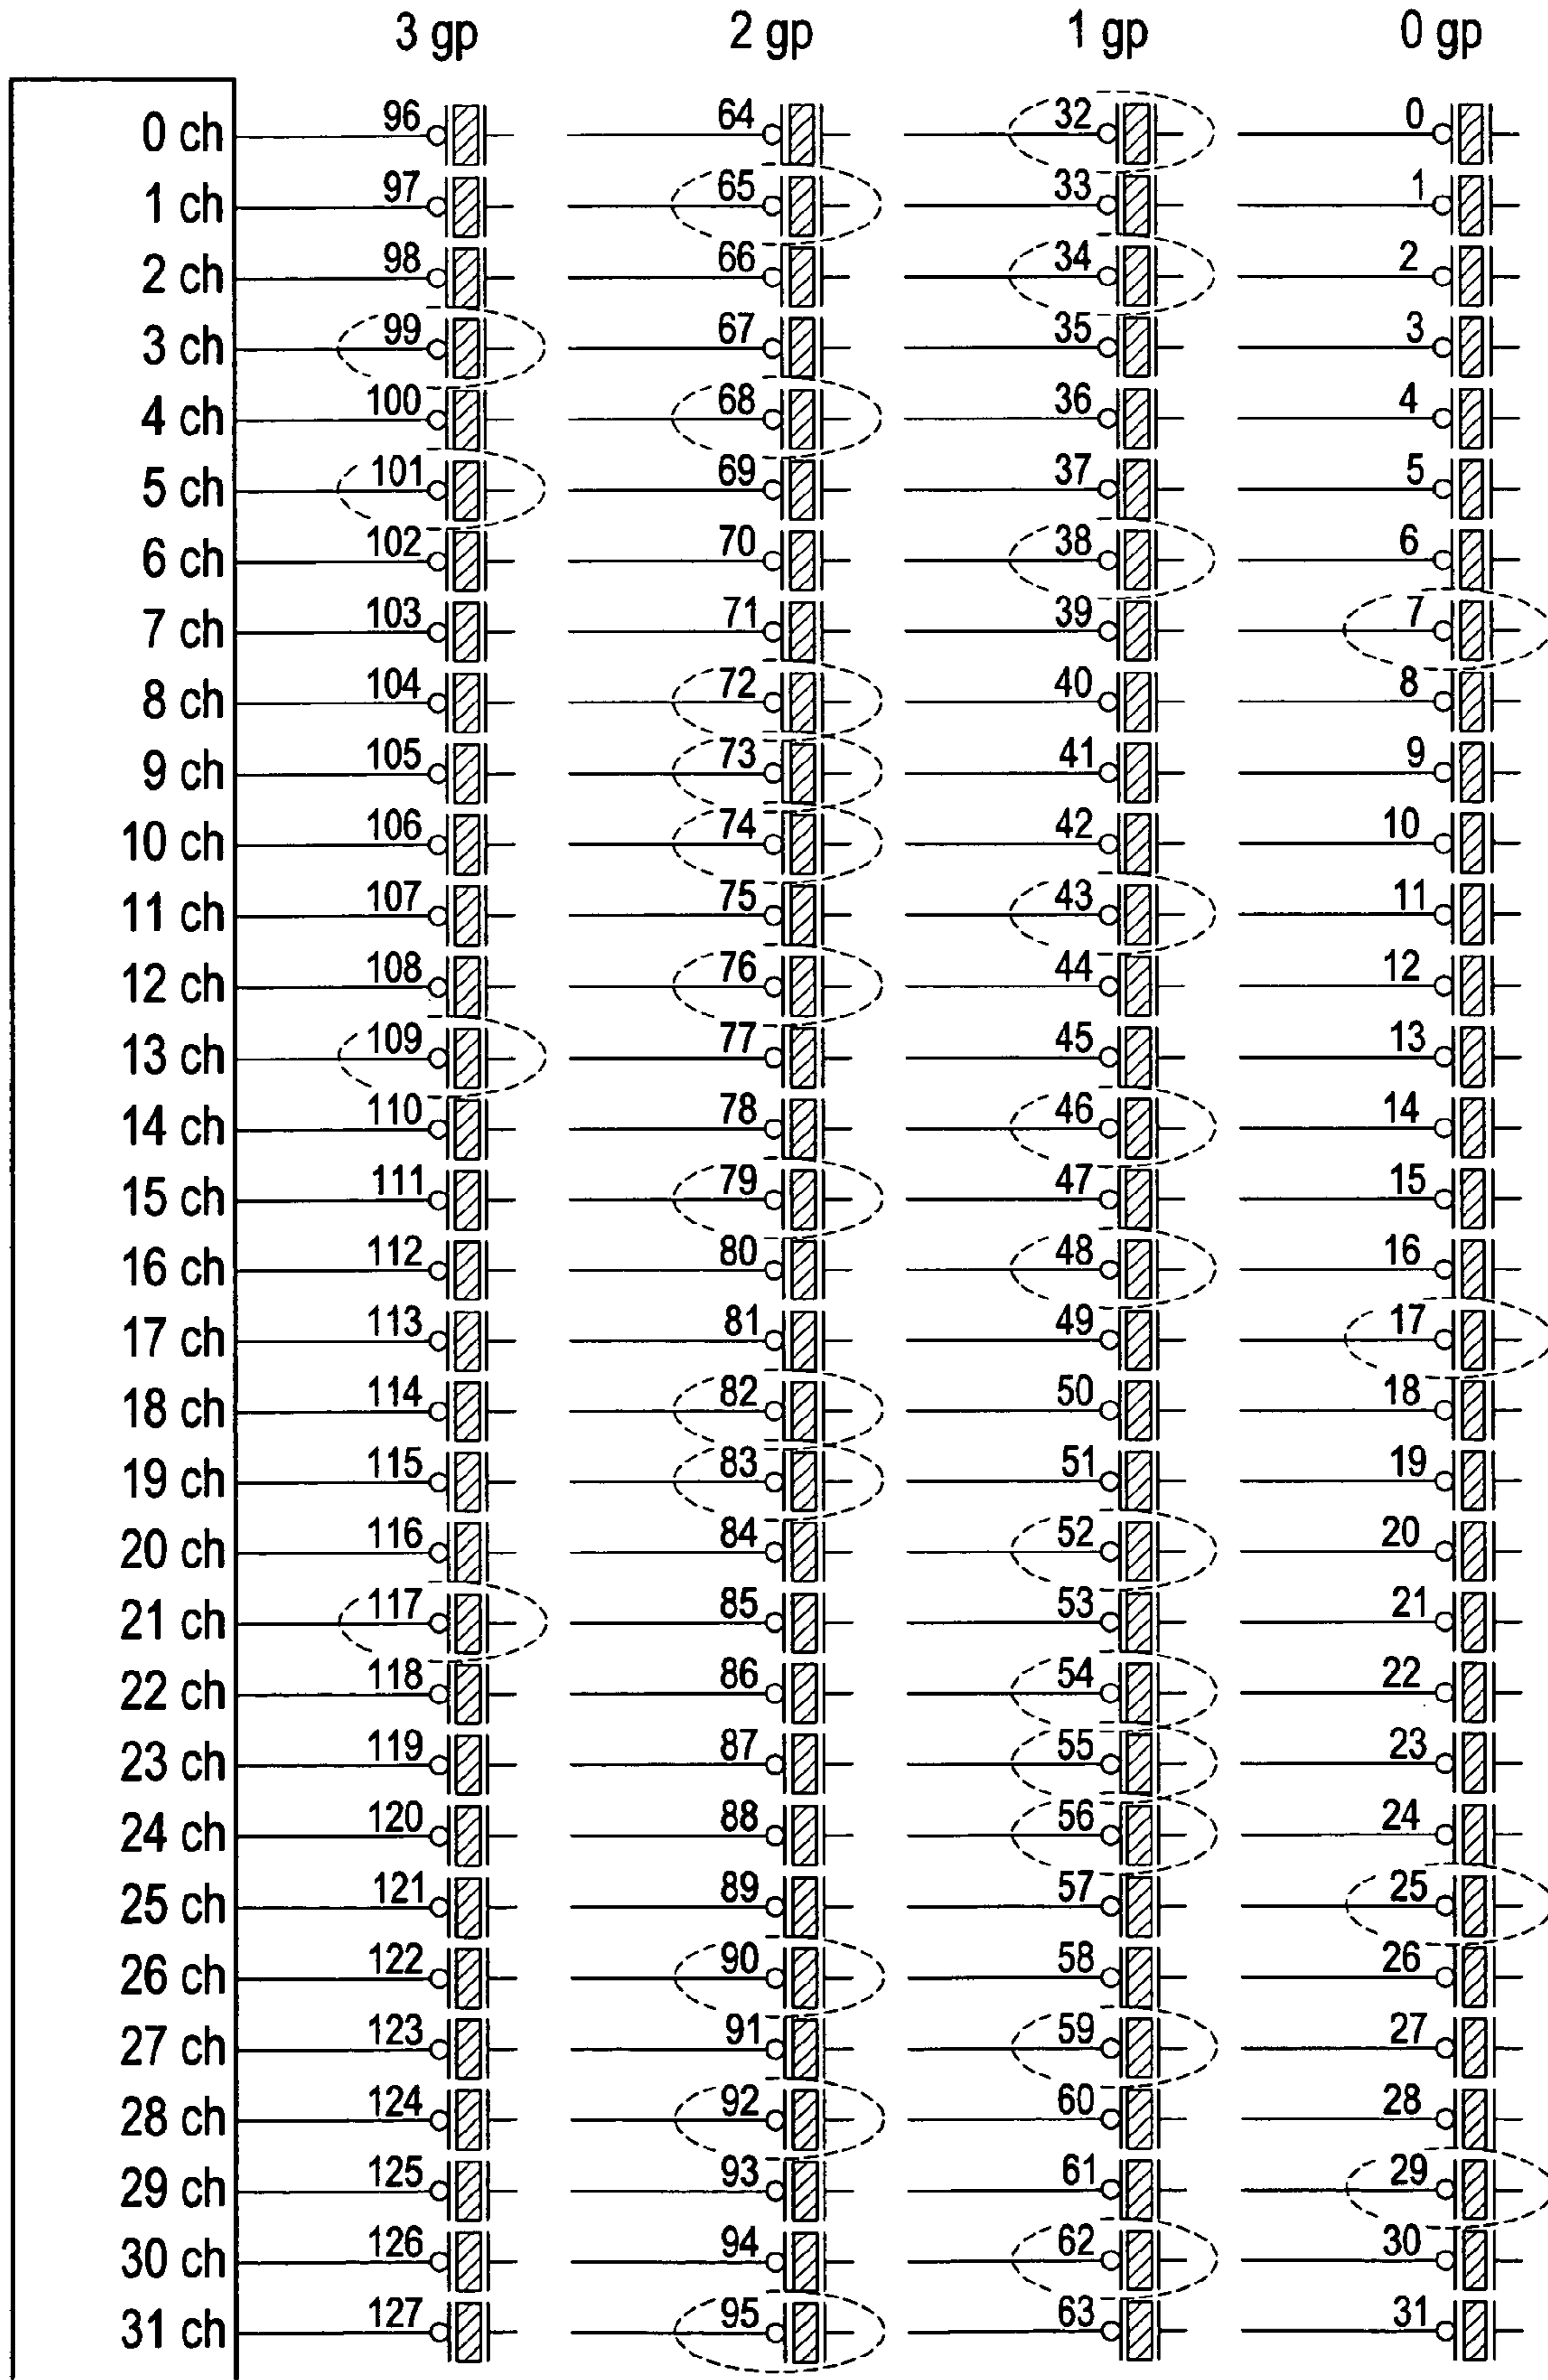 3 gp 2 gp 1 gp 0 gp
0 ch 96 64 32 0
1 ch 97 65 33 1
2 ch 98 66 34 2
3 ch 99 67 35 3
4 ch 100 68 36 4
5 ch 101 69 37 5
6 ch 102 70 38 6
7 ch 103 71 39 7
8 ch 104 72 40 8
9 ch 105 73 41 9
10 ch 106 74 42 10
11 ch 107 75 43 11
12 ch 108 76 44 12
13 ch 109 77 45 13
14 ch 110 78 46 14
15 ch 111 79 47 15
16 ch 112 80 48 16
17 ch 113 81 49 17
18 ch 114 82 50 18
19 ch 115 83 51 19
20 ch 116 84 52 20
21 ch 117 85 53 21
22 ch 118 86 54 22
23 ch 119 87 55 23
24 ch 120 88 56 24
25 ch 121 89 57 25
26 ch 122 90 58 26
27 ch 123 91 59 27
28 ch 124 92 60 28
29 ch 125 93 61 29
30 ch 126 94 62 30
31 ch 127 95 63 31